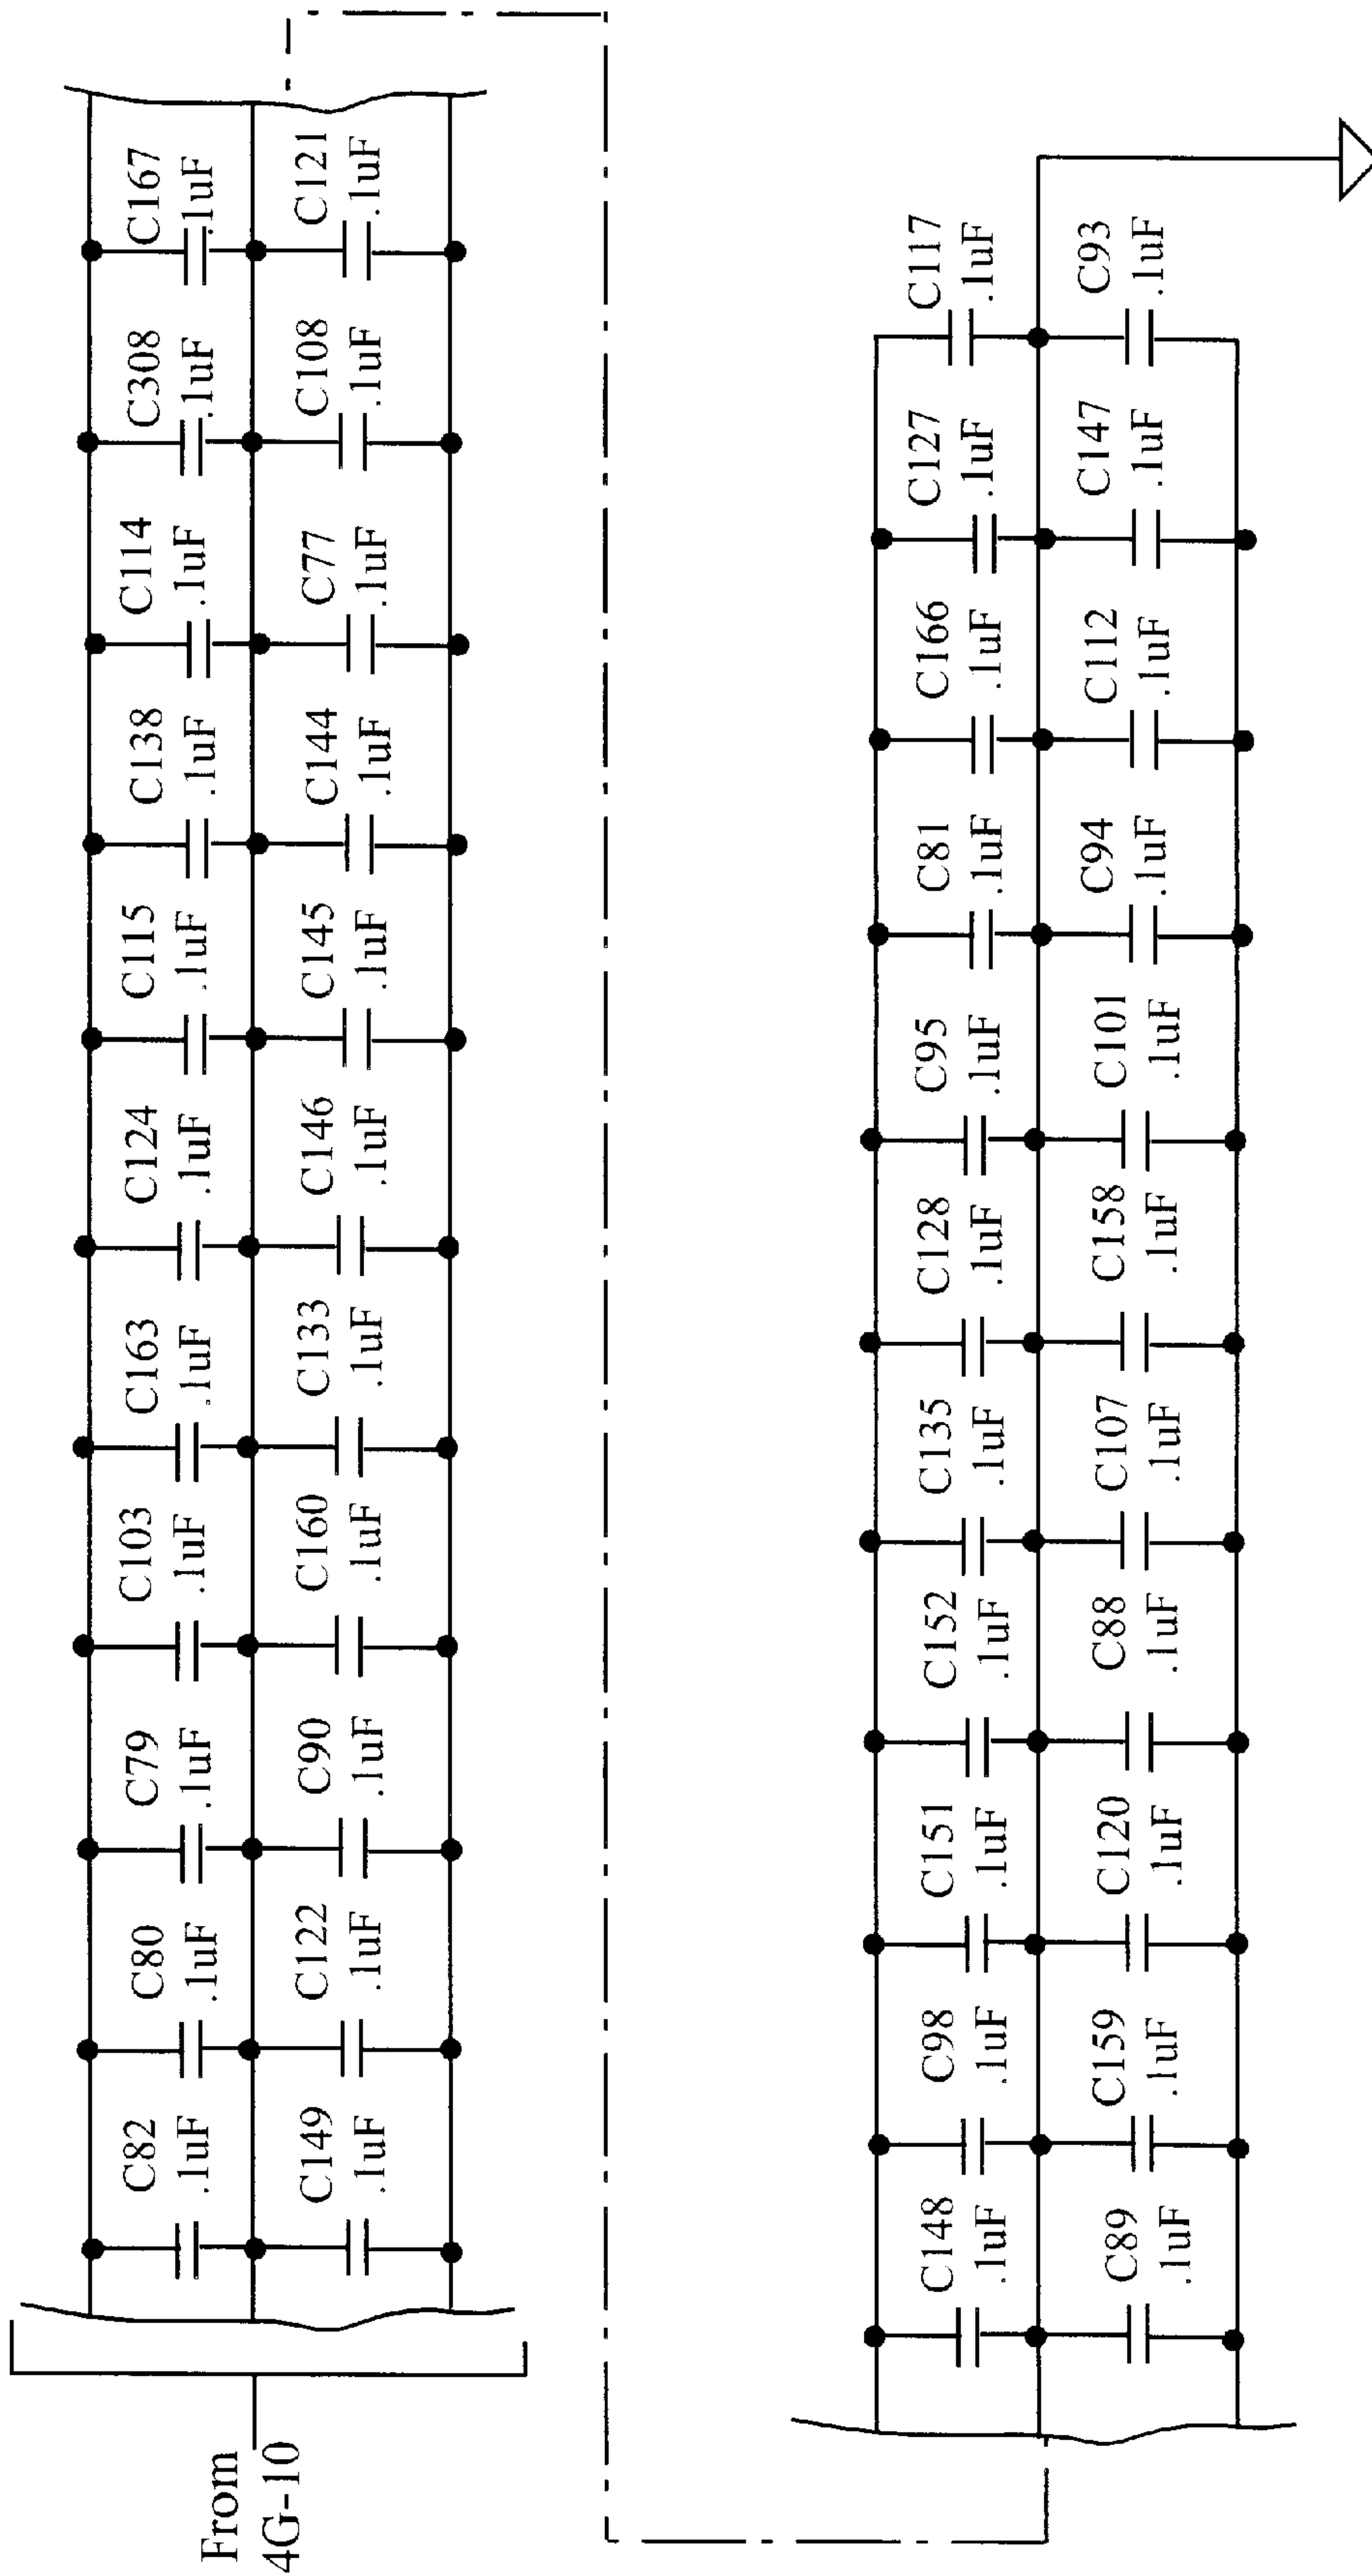 From
4G-10
C82
.1uF
C80
.1uF
C79
.1uF
C103
.1uF
C163
.1uF
C124
.1uF
C115
.1uF
C138
.1uF
C114
.1uF
C308
.1uF
C167
.1uF
C149
.1uF
C122
.1uF
C90
.1uF
C160
.1uF
C133
.1uF
C146
.1uF
C145
.1uF
C144
.1uF
C77
.1uF
C108
.1uF
C121
.1uF
C148
.1uF
C98
.1uF
C151
.1uF
C152
.1uF
C135
.1uF
C128
.1uF
C95
.1uF
C81
.1uF
C166
.1uF
C127
.1uF
C117
.1uF
C89
.1uF
C159
.1uF
C120
.1uF
C88
.1uF
C107
.1uF
C158
.1uF
C101
.1uF
C94
.1uF
C112
.1uF
C147
.1uF
C93
.1uF